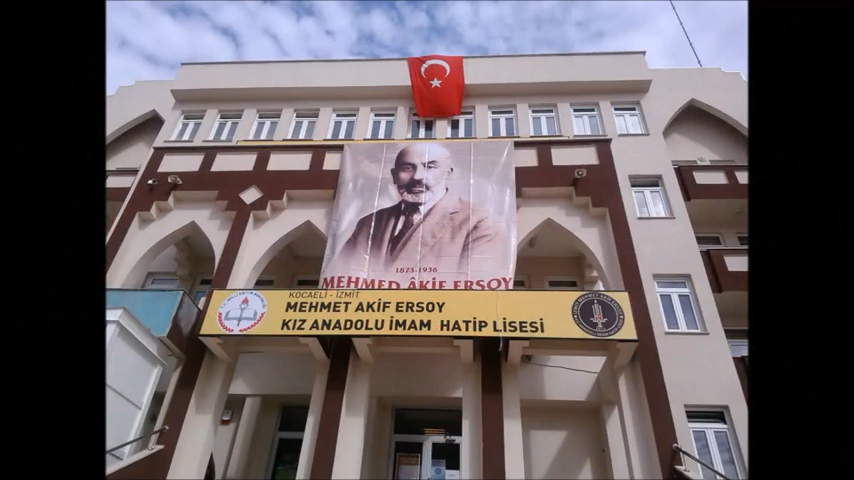 1873-1936
MEHMED ÂKİF ERSOY
KOCAELİ - İZMİT
MEHMET AKİF ERSOY
KIZ ANADOLU İMAM HATİP LİSESİ